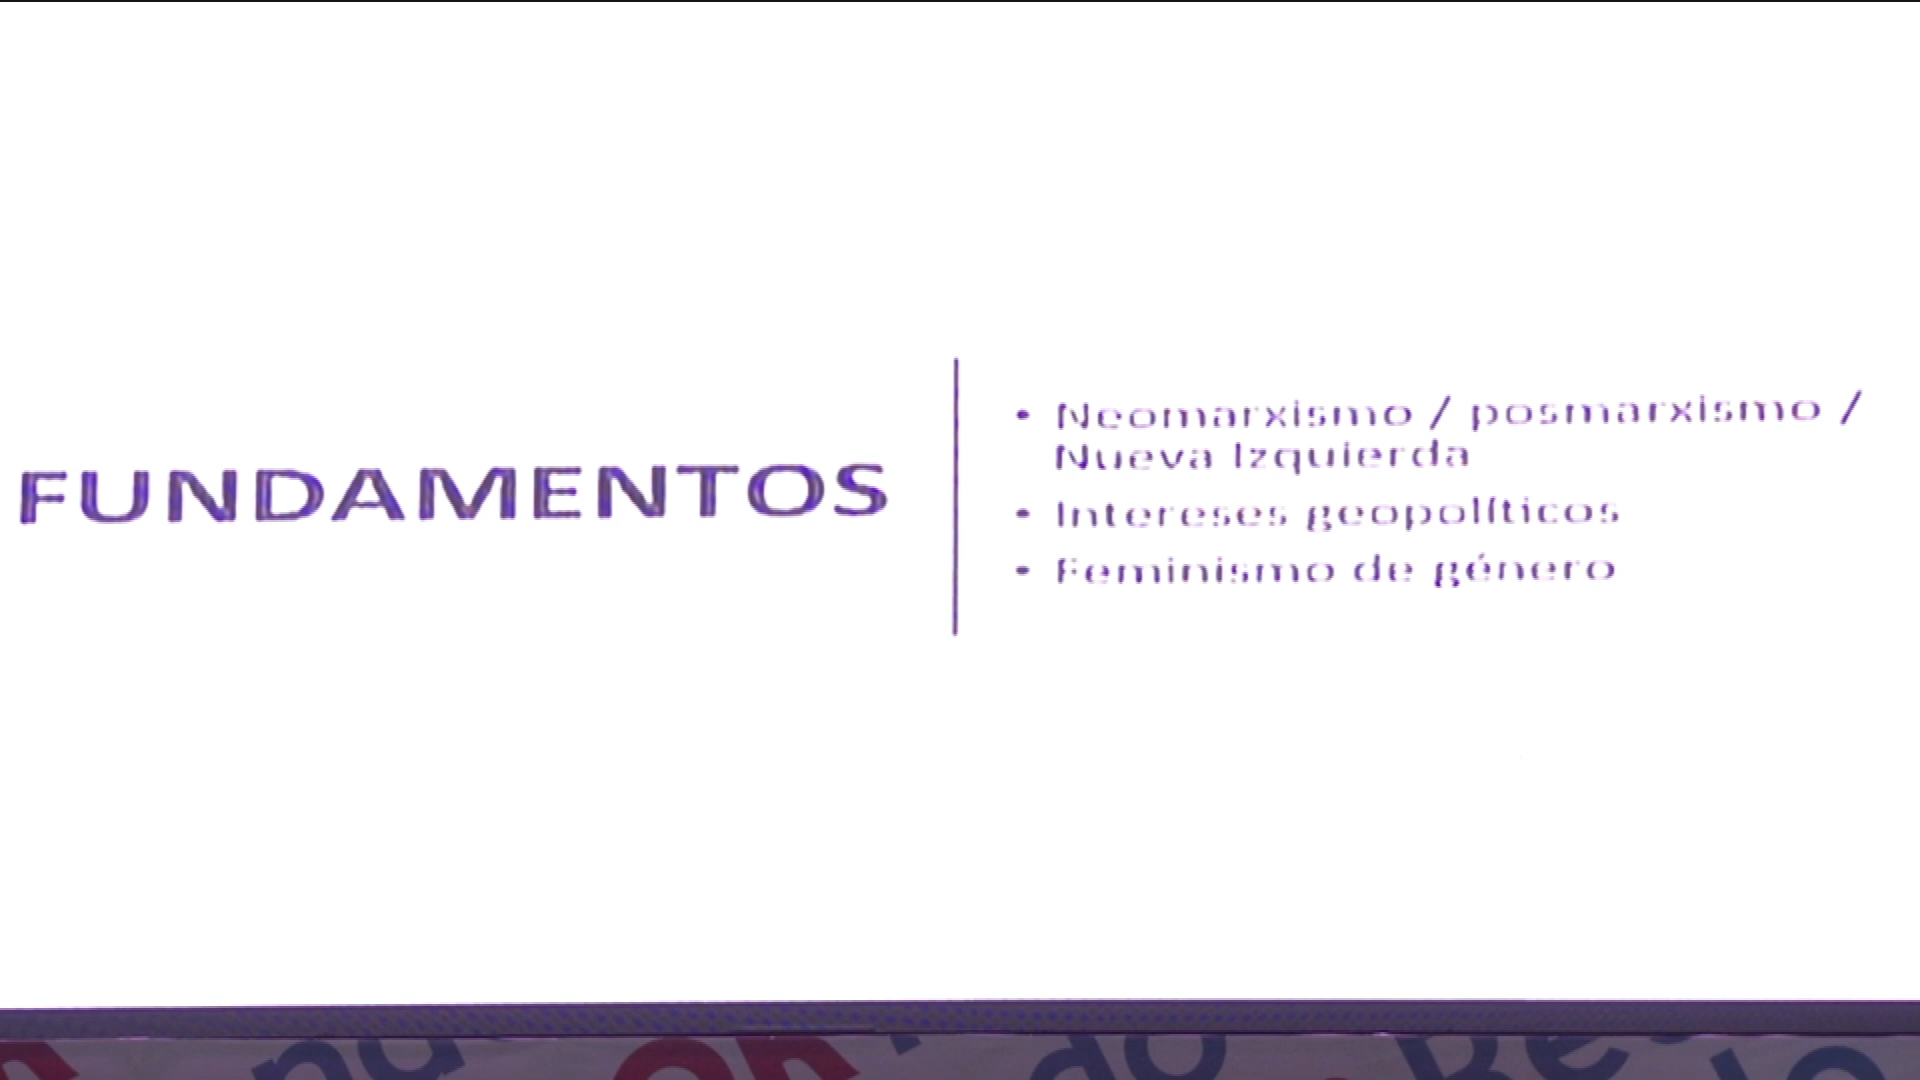 FUNDAMENTOS
• Neomarxismo / posmarxismo /
Nueva Izquierda
• Intereses geopolíticos
• Feminismo de género